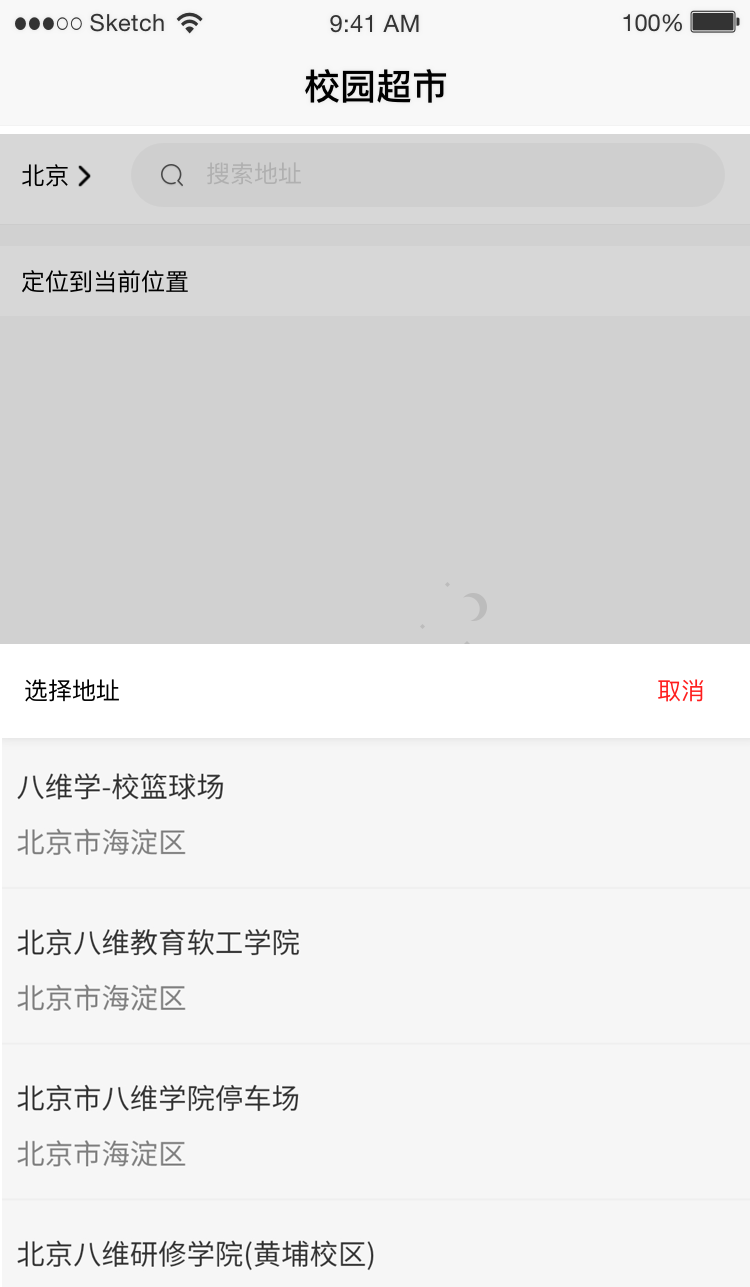 Sketch 9:41 AM 100%
校园超市
北京 搜索地址
定位到当前位置
选择地址 取消
八维学-校篮球场
北京市海淀区
北京八维教育软工学院
北京市海淀区
北京市八维学院停车场
北京市海淀区
北京八维研修学院(黄埔校区)